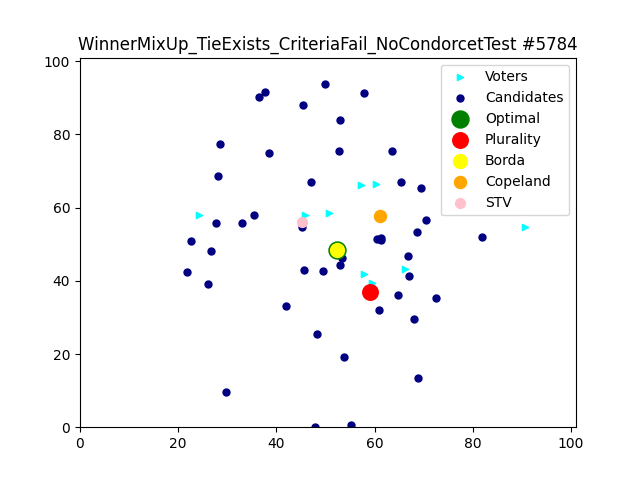 WinnerMixUp_TieExists_CriteriaFail_NoCondorcetTest #5784
Voters
Candidates
Optimal
Plurality
Borda
Copeland
STV
100
80
60
40
20
0
0 20 40 60 80 100